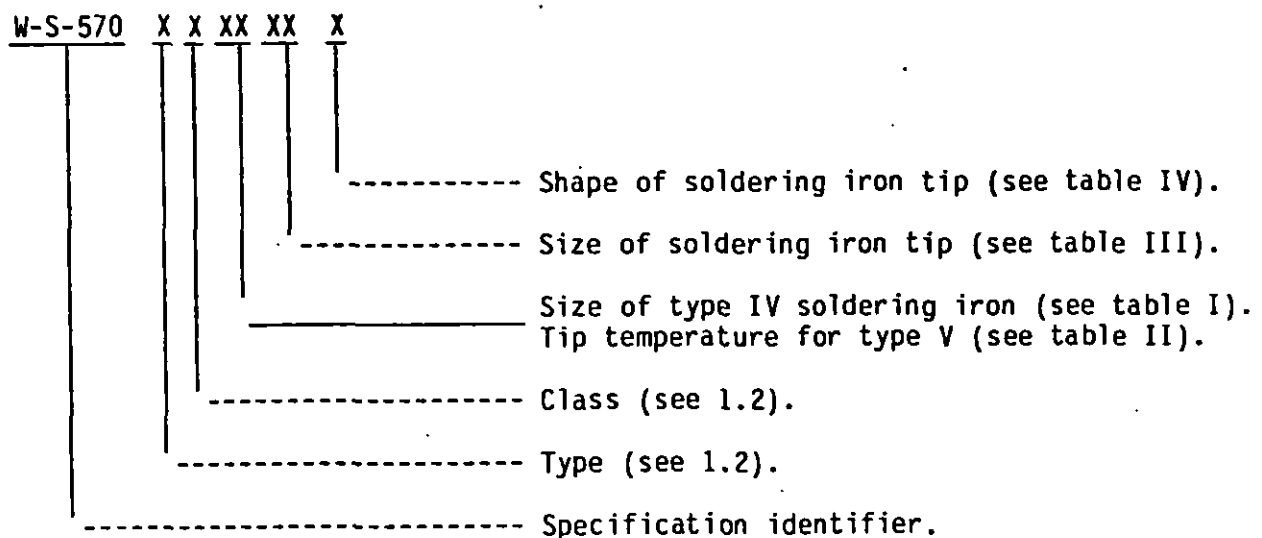 W-S-570 X X XX XX X
Shape of soldering iron tip (see table IV).
Size of soldering iron tip (see table III).
Size of type IV soldering iron (see table I).
Tip temperature for type V (see table II).
Class (see 1.2).
Type (see 1.2).
Specification identifier.